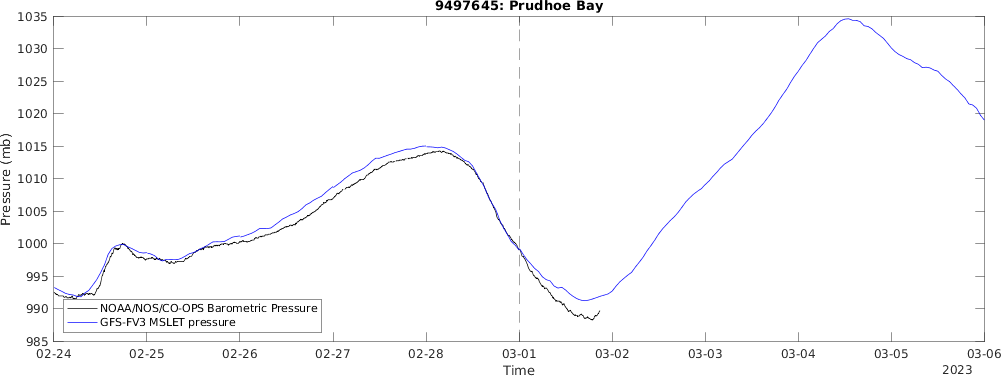 9497645: Prudhoe Bay
Pressure (mb)
1035
1030
1025
1020
1015
1010
1005
1000
995
990
985
NOAA/NOS/CO-OPS Barometric Pressure
GFS-FV3 MSLET pressure
02-24 02-25 02-26 02-27 02-28 03-01 03-02 03-03 03-04 03-05 03-06
Time
2023